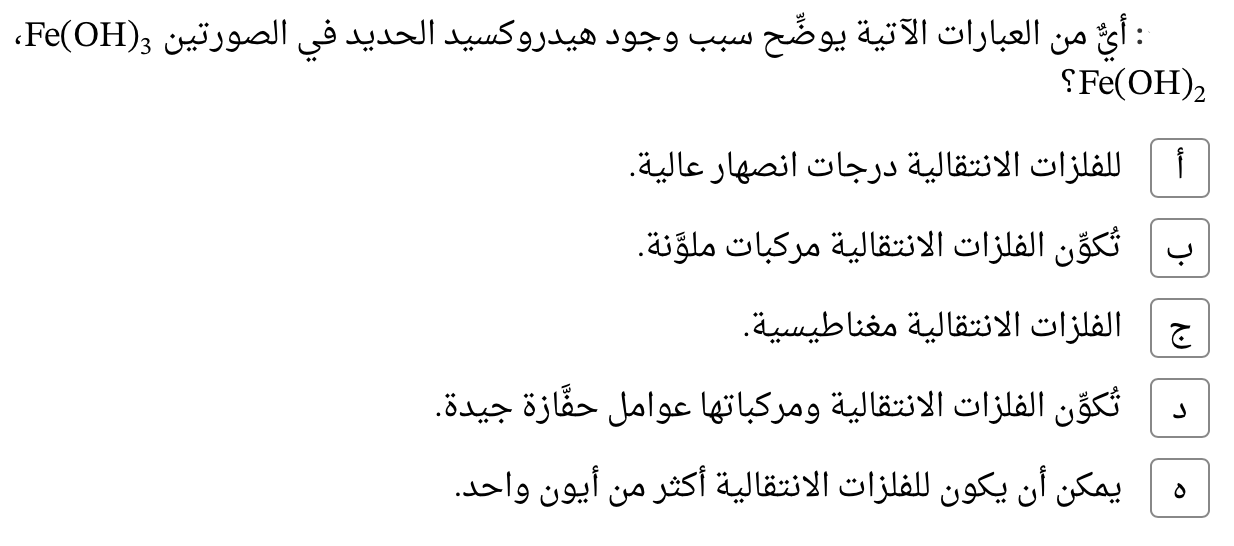 : أيٌّ من العبارات الآتية يوضِّح سبب وجود هيدروكسيد الحديد في الصورتين Fe(OH)₃،
Fe(OH)₂؟
أ للفلزات الانتقالية درجات انصهار عالية.
ب تُكوِّن الفلزات الانتقالية مركبات ملوَّنة.
ج الفلزات الانتقالية مغناطيسية.
د تُكوِّن الفلزات الانتقالية ومركباتها عوامل حفَّازة جيدة.
ه يمكن أن يكون للفلزات الانتقالية أكثر من أيون واحد.